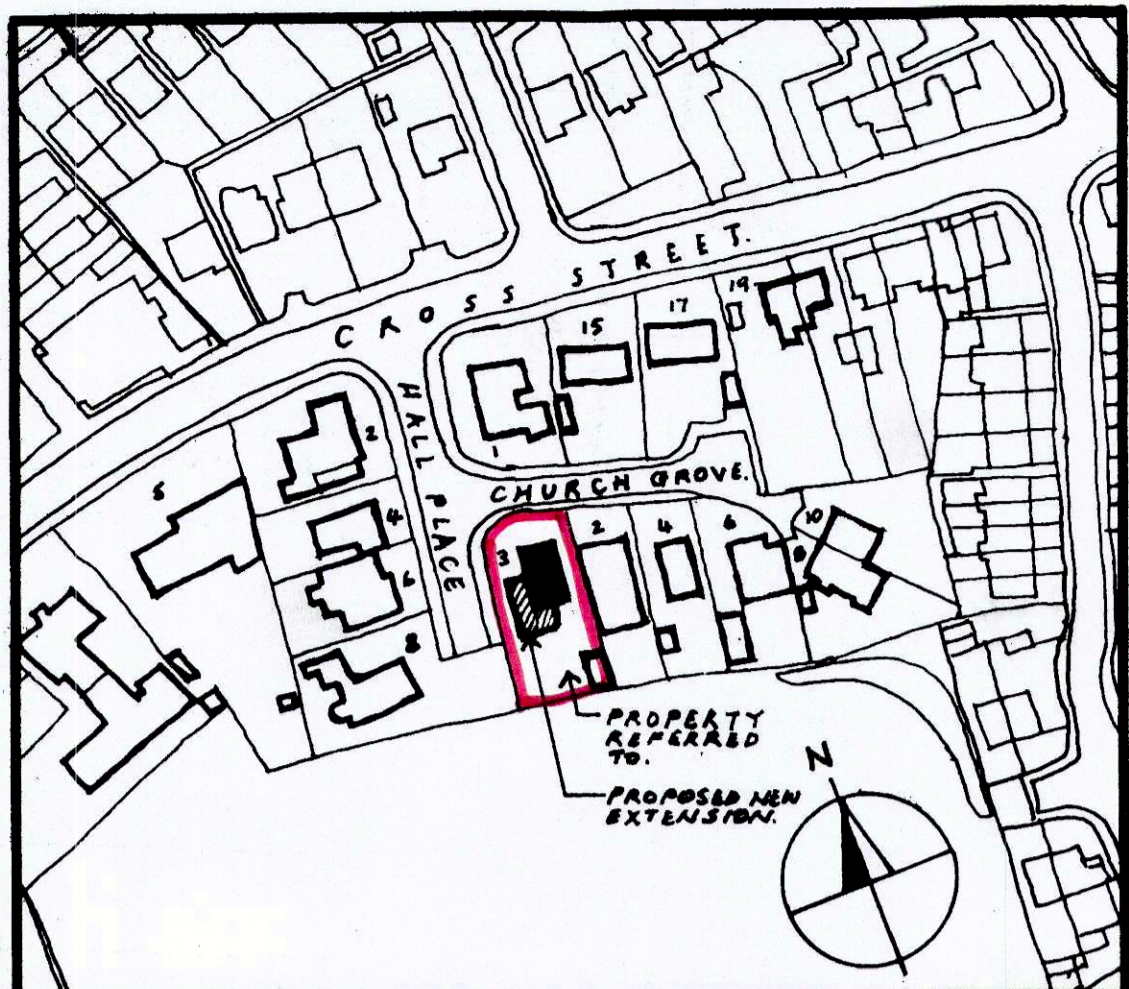 CROSS STREET.
19
17
15
HALL PLACE
1
2
5
4
6
8
CHURCH GROVE.
3
2
4
6
8
10
PROPERTY
REFERRED
TO.
PROPOSED NEW
EXTENSION.
N